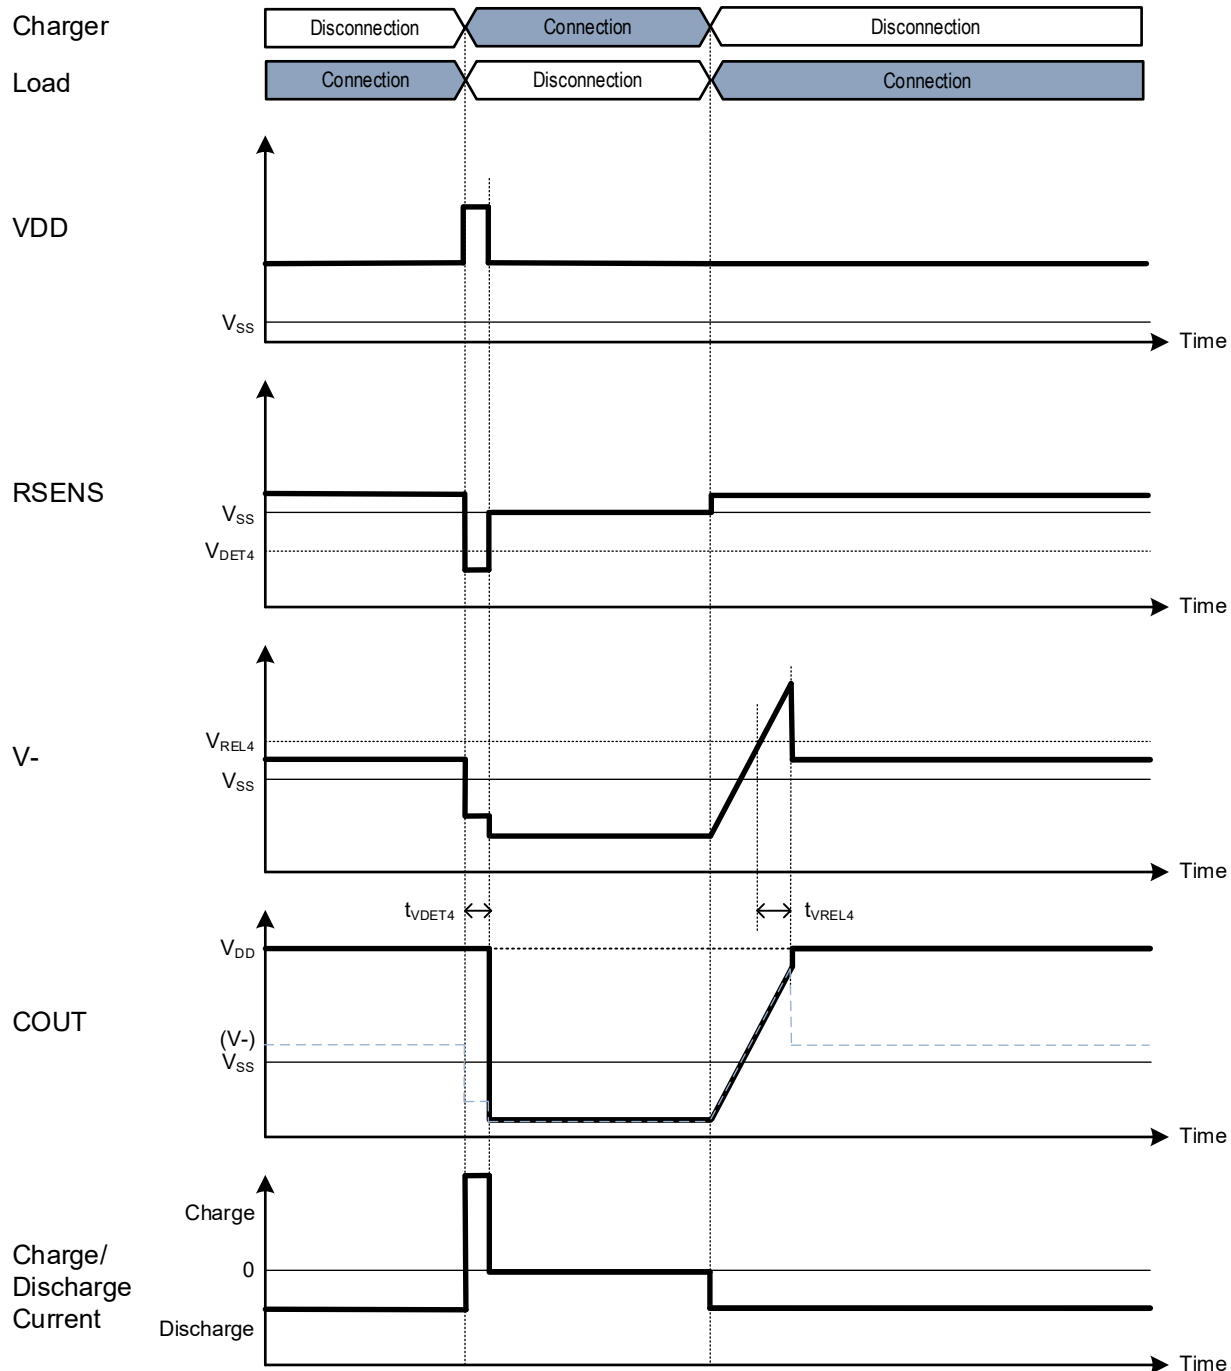 Charger
Disconnection
Connection
Disconnection
Load
Connection
Disconnection
Connection
VDD
VSS
Time
RSENS
VSS
VDET4
Time
V-
VREL4
VSS
Time
tVDET4
tVREL4
COUT
VDD
(V-)
VSS
Time
Charge/
Discharge
Current
Charge
0
Discharge
Time